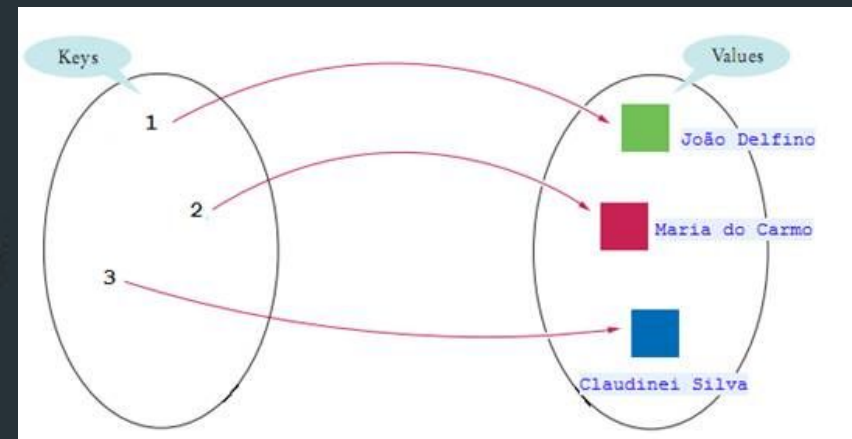 Keys
Values
1
João Delfino
2
Maria do Carmo
3
Claudinei Silva